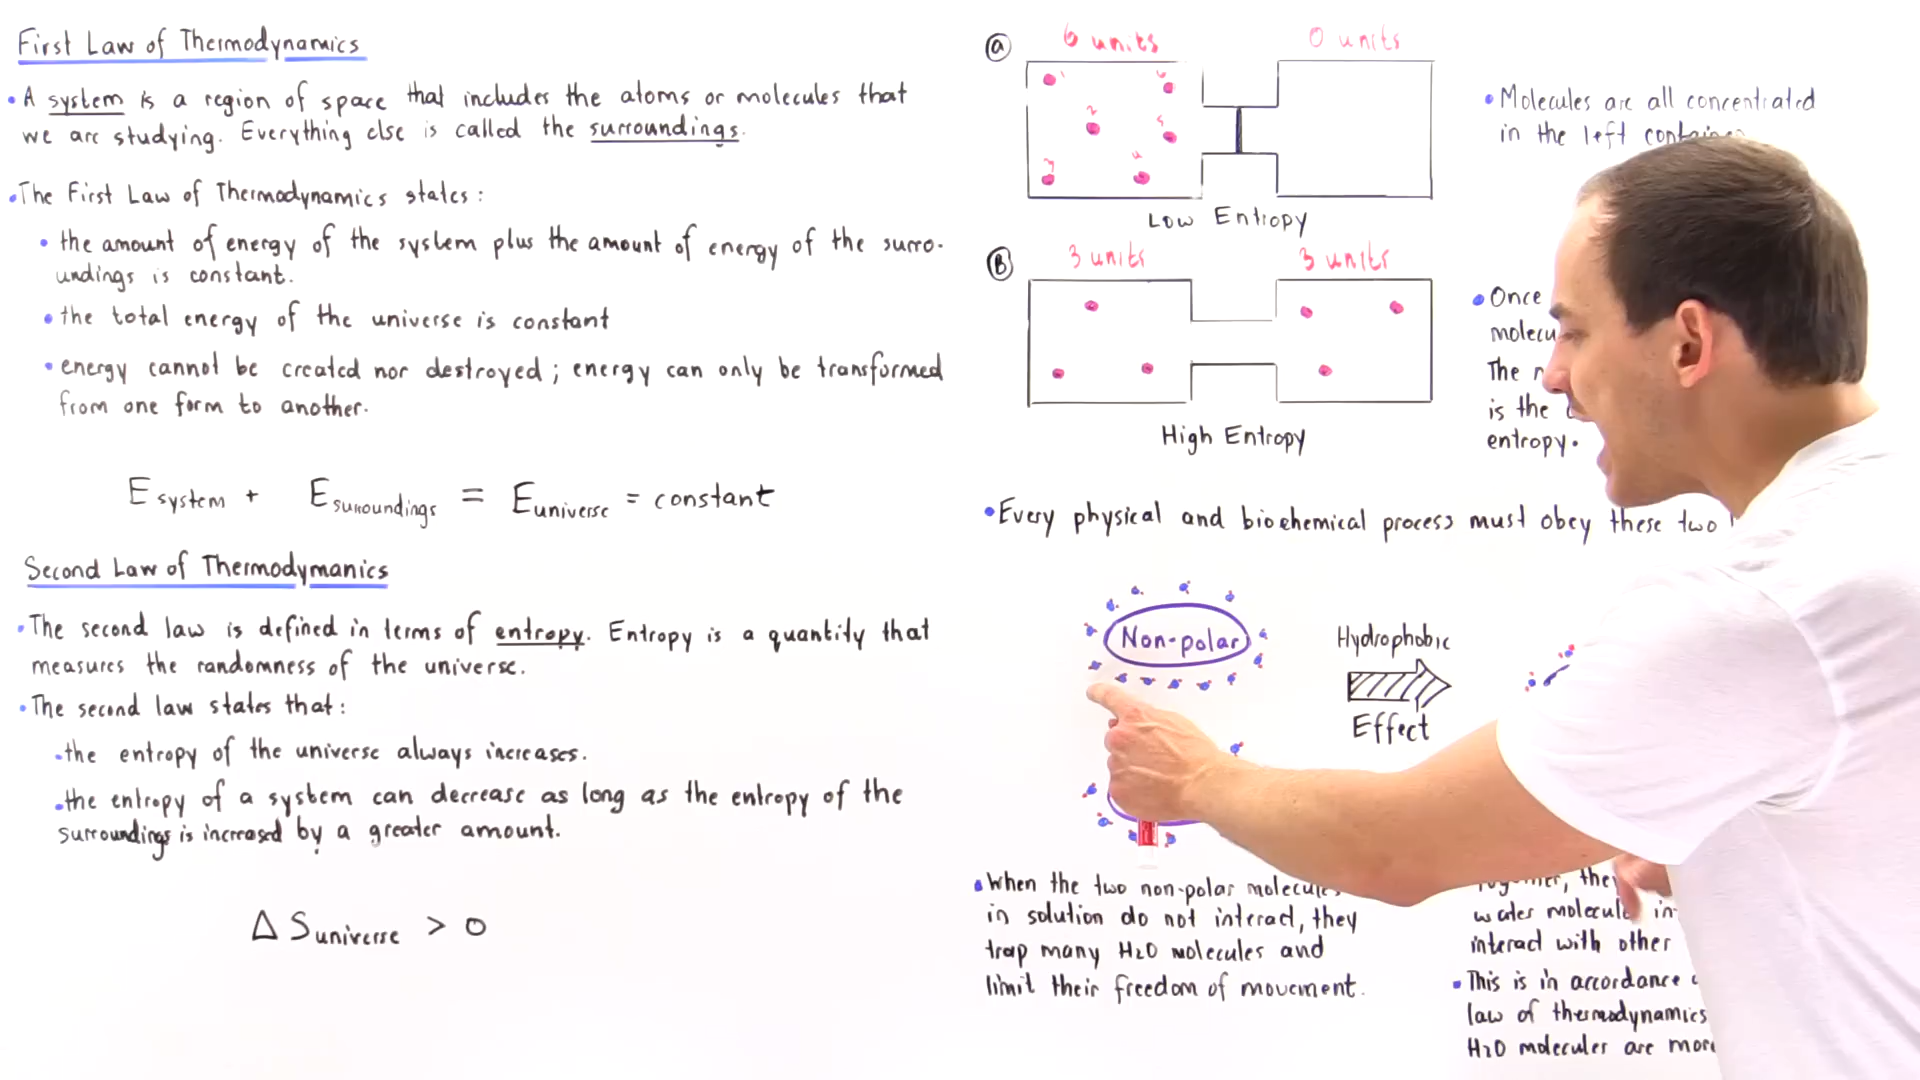 First Law of Thermodynamics
• A system is a region of space that includes the atoms or molecules that
we are studying. Everything else is called the surroundings.
• The First Law of Thermodynamics states:
• the amount of energy of the system plus the amount of energy of the surro-
undings is constant.
• the total energy of the universe is constant
• energy cannot be created nor destroyed; energy can only be transformed
from one form to another.
E system + E surroundings = E universe = constant
Second Law of Thermodymanics
• The second law is defined in terms of entropy. Entropy is a quantity that
measures the randomness of the universe.
• The second law states that:
• the entropy of the universe always increases.
• the entropy of a system can decrease as long as the entropy of the
surroundings is increased by a greater amount.
Δ S universe > 0
A 6 units 0 units
1 2 3 4 5 6
Low Entropy
• Molecules are all concentrated
in the left container
B 3 units 3 units
High Entropy
• Once
The
is the
entropy.
• Every physical and biochemical process must obey these two
Non-polar
Hydrophobic
Effect
• When the two non-polar molecules
in solution do not interact, they
trap many H2O molecules and
limit their freedom of movement.
water in
interact with other
• This is in accordance
law of thermodynamics
H2O molecules are more